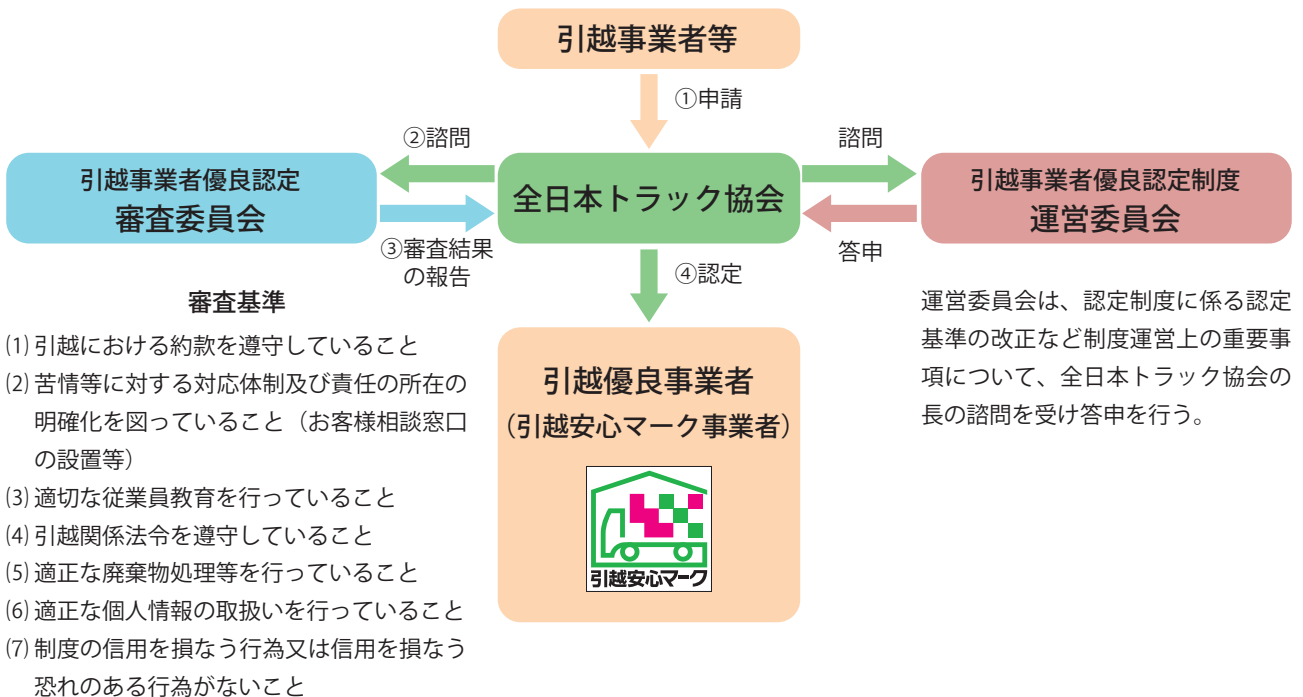 引越事業者等
①申請
②諮問
諮問
引越事業者優良認定
審査委員会
全日本トラック協会
引越事業者優良認定制度
運営委員会
③審査結果
の報告
答申
④認定
審査基準
⑴引越における約款を遵守していること
⑵苦情等に対する対応体制及び責任の所在の
明確化を図っていること（お客様相談窓口
の設置等）
⑶適切な従業員教育を行っていること
⑷引越関係法令を遵守していること
⑸適正な廃棄物処理等を行っていること
⑹適正な個人情報の取扱いを行っていること
⑺制度の信用を損なう行為又は信用を損なう
恐れのある行為がないこと
引越優良事業者
（引越安心マーク事業者）
引越安心マーク
運営委員会は、認定制度に係る認定
基準の改正など制度運営上の重要事
項について、全日本トラック協会の
長の諮問を受け答申を行う。